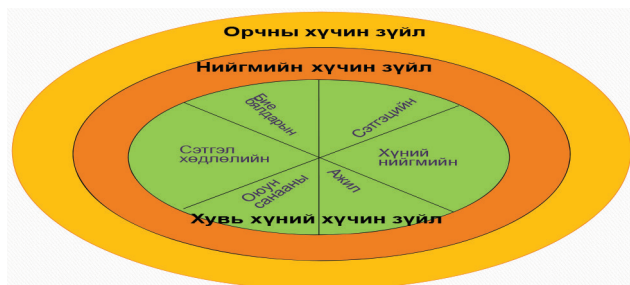 Орчны хүчин зүйл
Нийгмийн хүчин зүйл
Бие
бялдарын
Сэтгэцийн
Сэтгэл
хөдлөлийн
Хүний
нийгмийн
Оюун
санааны
Ажил
Хувь хүний хүчин зүйл